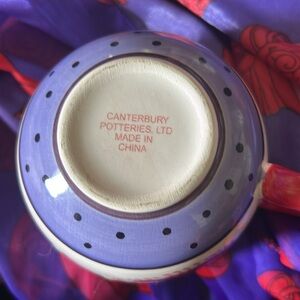 CANTERBURY
POTTERIES, LTD
MADE IN
CHINA